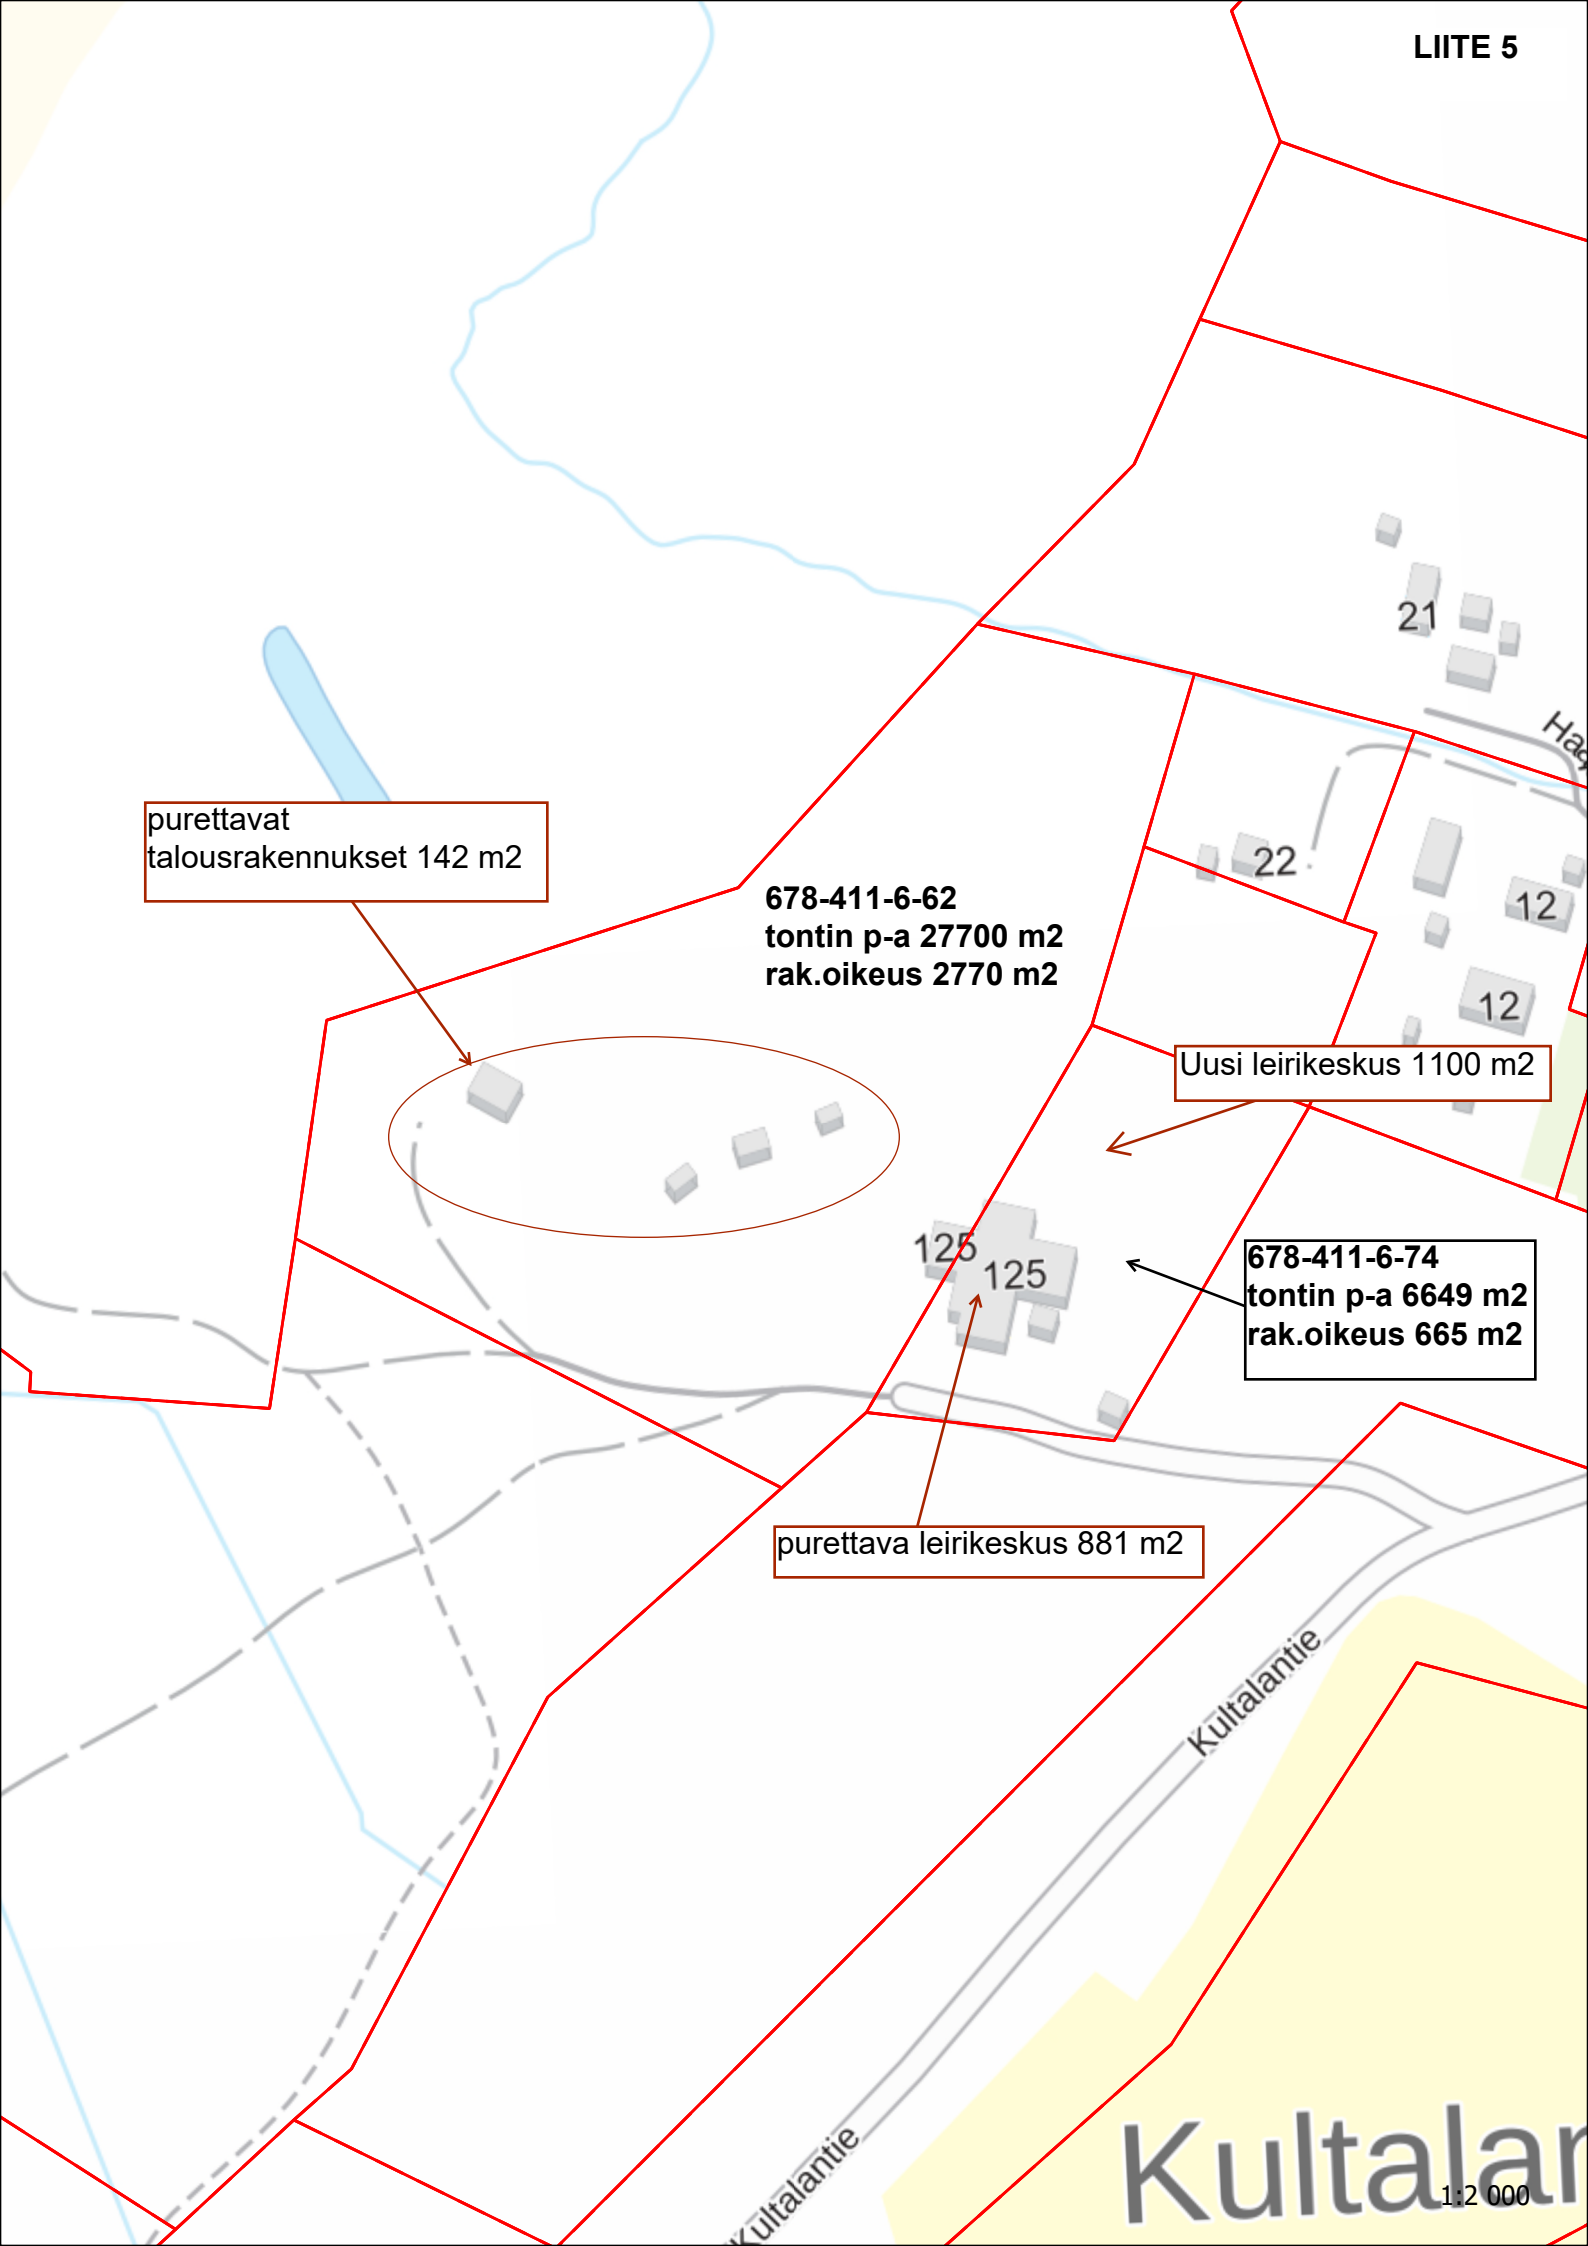 LIITE 5
21
purettavat
talousrakennukset 142 m2
22
12
678-411-6-62
tontin p-a 27700 m2
rak.oikeus 2770 m2
12
Uusi leirikeskus 1100 m2
125
125
678-411-6-74
tontin p-a 6649 m2
rak.oikeus 665 m2
purettava leirikeskus 881 m2
Kultalantie
Kultalantie
Kultalan
1:2 000